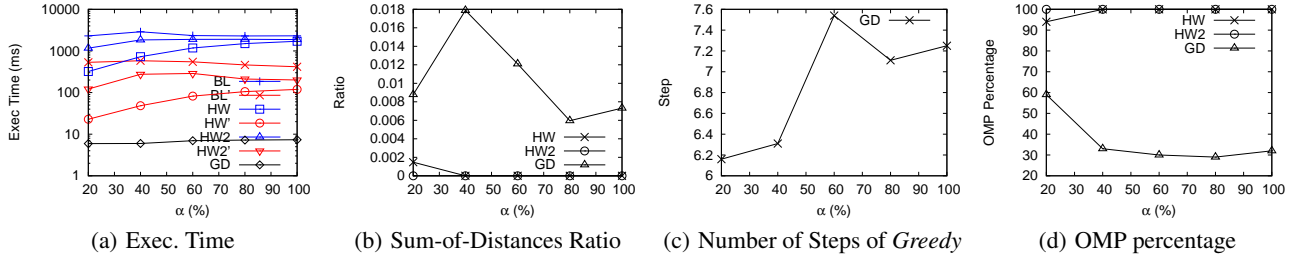 10000
1000
100
10
1
Exec Time (ms)
20 30 40 50 60 70 80 90 100
α (%)
BL
BL'
HW
HW'
HW2
HW2'
GD
(a) Exec. Time
0.018
0.016
0.014
0.012
0.01
0.008
0.006
0.004
0.002
0
Ratio
20 30 40 50 60 70 80 90 100
α (%)
HW
HW2
GD
(b) Sum-of-Distances Ratio
7.6
7.4
7.2
7
6.8
6.6
6.4
6.2
6
Step
20 30 40 50 60 70 80 90 100
α (%)
GD
(c) Number of Steps of Greedy
100
90
80
70
60
50
40
30
20
OMP Percentage
20 30 40 50 60 70 80 90 100
α (%)
HW
HW2
GD
(d) OMP percentage